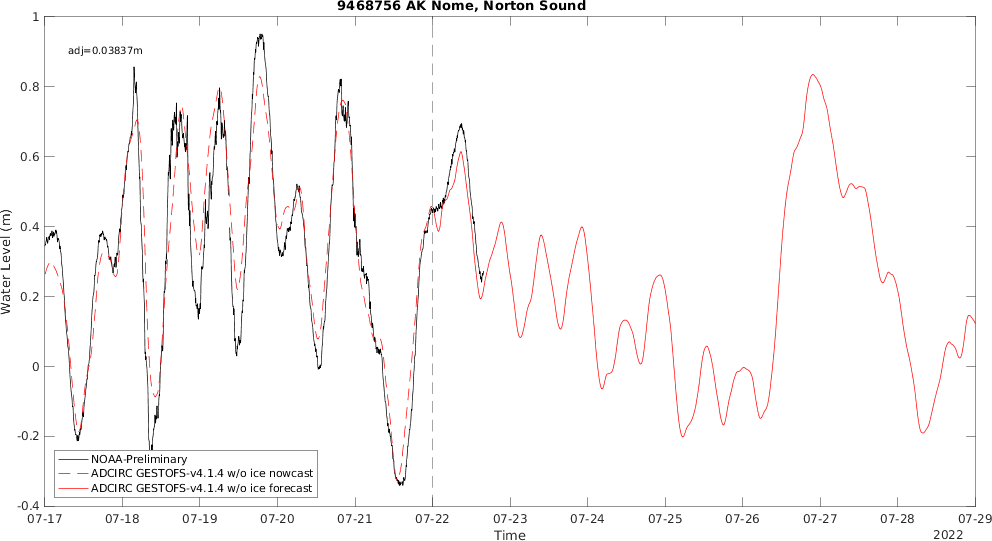 9468756 AK Nome, Norton Sound
adj=0.03837m
Water Level (m)
1
0.8
0.6
0.4
0.2
0
-0.2
-0.4
NOAA-Preliminary
ADCIRC GESTOFS-v4.1.4 w/o ice nowcast
ADCIRC GESTOFS-v4.1.4 w/o ice forecast
07-17 07-18 07-19 07-20 07-21 07-22 07-23 07-24 07-25 07-26 07-27 07-28 07-29
Time
2022